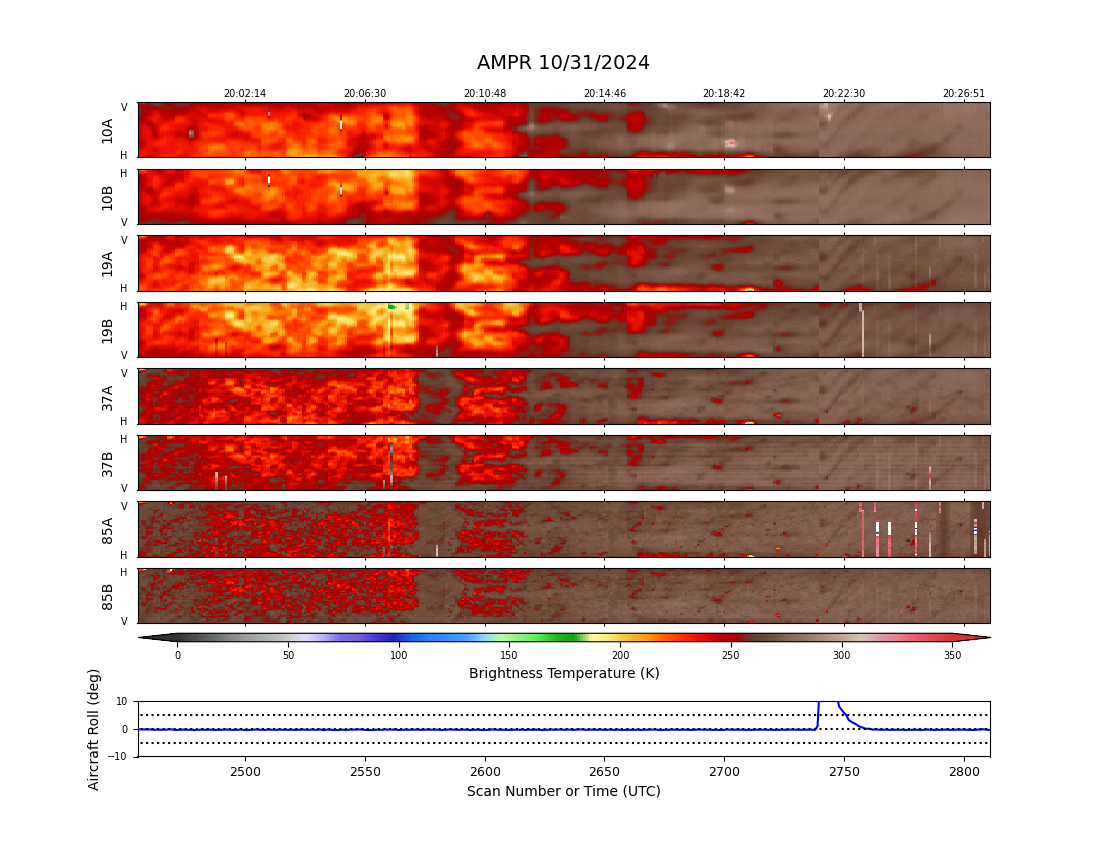 AMPR 10/31/2024
20:02:14 20:06:30 20:10:48 20:14:46 20:18:42 20:22:30 20:26:51
V
10A
H
H
10B
V
V
19A
H
H
19B
V
V
37A
H
H
37B
V
V
85A
H
H
85B
V
0 50 100 150 200 250 300 350
Brightness Temperature (K)
Aircraft Roll (deg)
10
0
−10
2500 2550 2600 2650 2700 2750 2800
Scan Number or Time (UTC)